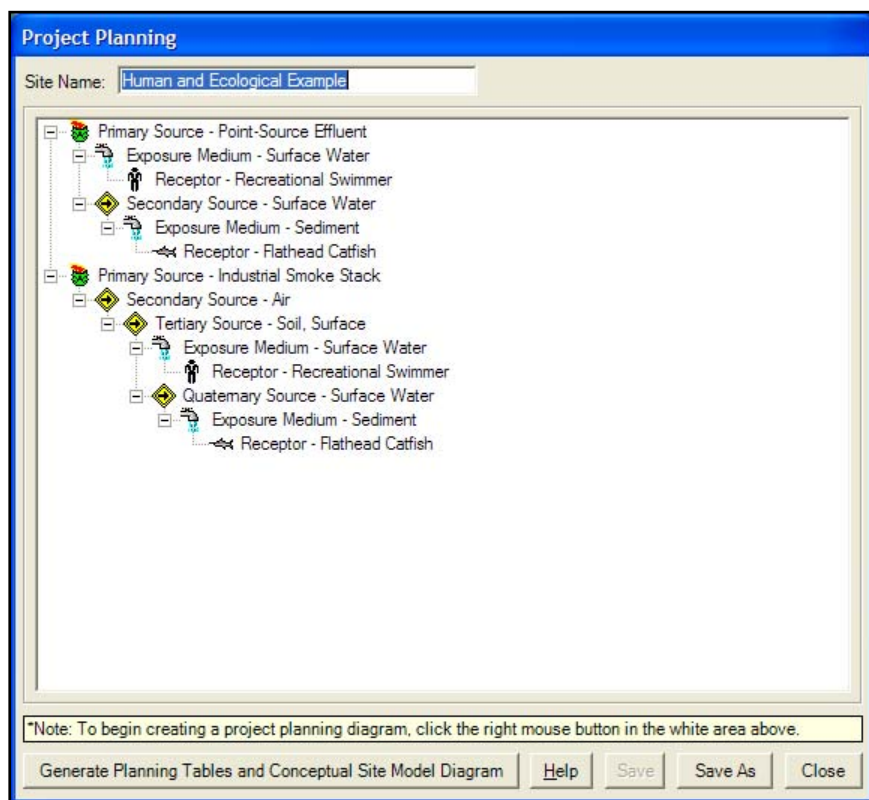 Project Planning
Site Name: Human and Ecological Example
Primary Source - Point-Source Effluent
Exposure Medium - Surface Water
Receptor - Recreational Swimmer
Secondary Source - Surface Water
Exposure Medium - Sediment
Receptor - Flathead Catfish
Primary Source - Industrial Smoke Stack
Secondary Source - Air
Tertiary Source - Soil, Surface
Exposure Medium - Surface Water
Receptor - Recreational Swimmer
Quaternary Source - Surface Water
Exposure Medium - Sediment
Receptor - Flathead Catfish
*Note: To begin creating a project planning diagram, click the right mouse button in the white area above.
Generate Planning Tables and Conceptual Site Model Diagram Help Save Save As Close